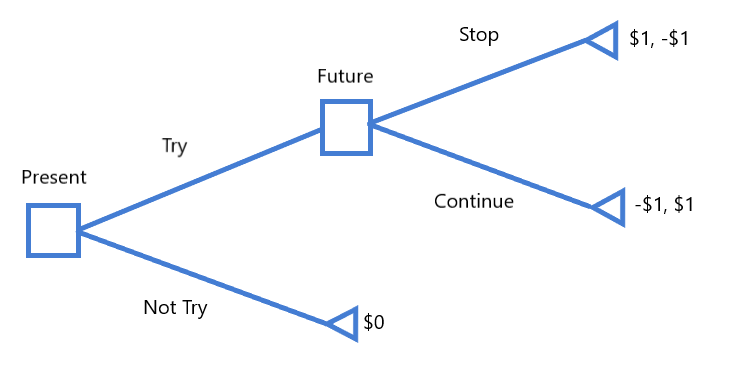 Stop
$1, -$1
Future
Try
Present
Continue
-$1, $1
Not Try
$0